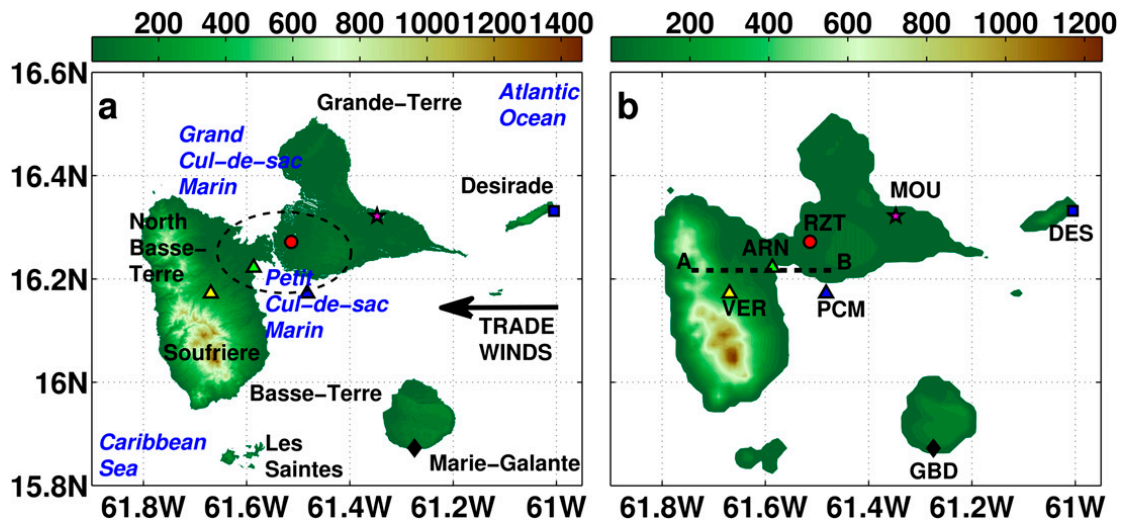 200 400 600 800 1000 1400
200 400 600 800 1000 1200
16.6N
16.4N
16.2N
16N
15.8N
a
Grande−Terre
Atlantic
Ocean
Grand
Cul−de−sac
Marin
Desirade
North
Basse−
Terre
Petit
Cul−de−sac
Marin
TRADE
WINDS
Soufriere
Basse−Terre
Caribbean
Sea
Les
Saintes
Marie−Galante
61.8W 61.6W 61.4W 61.2W 61W
b
MOU
RZT
DES
ARN
A B
VER
PCM
GBD
61.8W 61.6W 61.4W 61.2W 61W